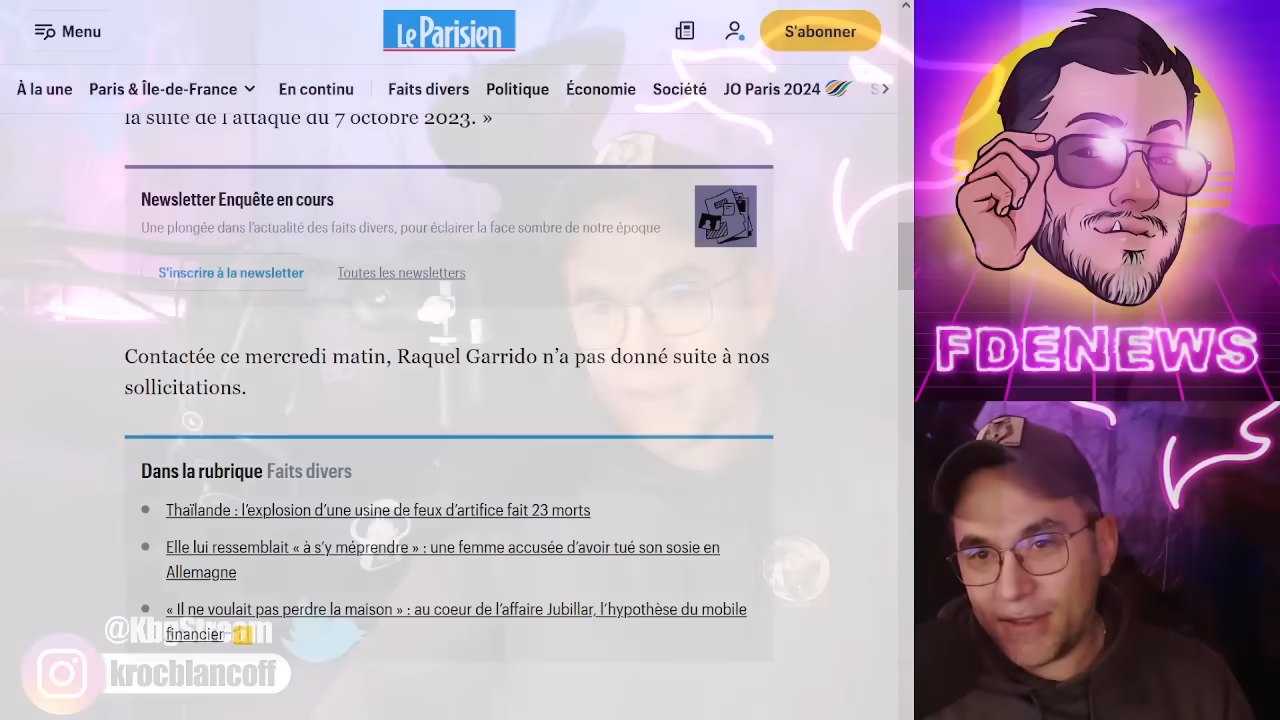 Menu
Le Parisien
S'abonner
À la une
Paris & Île-de-France
En continu
Faits divers
Politique
Économie
Société
JO Paris 2024
S
la suite de l'attaque du 7 octobre 2023. »
Newsletter Enquête en cours
Une plongée dans l'actualité des faits divers, pour éclairer la face sombre de notre époque
S'inscrire à la newsletter
Toutes les newsletters
Contactée ce mercredi matin, Raquel Garrido n'a pas donné suite à nos
sollicitations.
Dans la rubrique Faits divers
Thaïlande : l'explosion d'une usine de feux d'artifice fait 23 morts
Elle lui ressemblait « à s'y méprendre » : une femme accusée d'avoir tué son sosie en
Allemagne
« Il ne voulait pas perdre la maison » : au coeur de l'affaire Jubillar, l'hypothèse du mobile
financier
@KbgStream
krocblancoff
FDENEWS